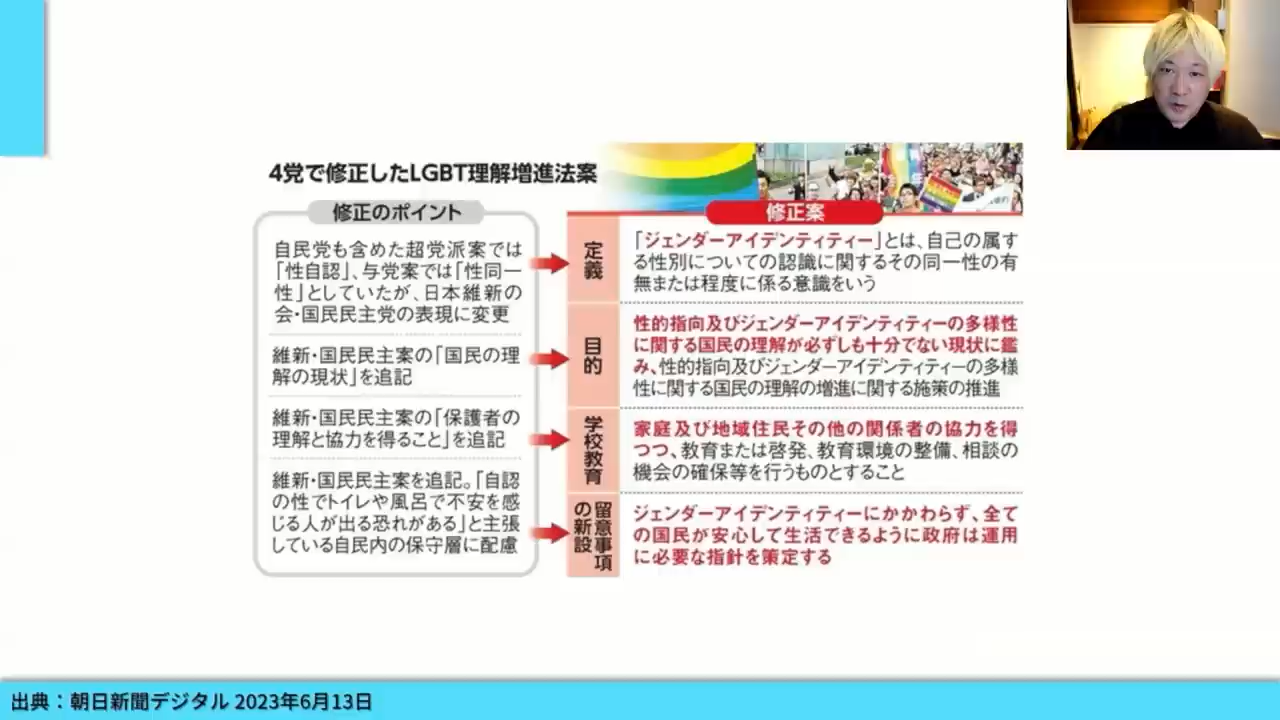 4党で修正したLGBT理解増進法案
修正のポイント
修正案
自民党も含めた超党派案では
「性自認」、与党案では「性同一
性」としていたが、日本維新の
会・国民民主党の表現に変更
定義
「ジェンダーアイデンティティー」とは、自己の属す
る性別についての認識に関するその同一性の有
無または程度に係る意識をいう
維新・国民民主案の「国民の理
解の現状」を追記
目的
性的指向及びジェンダーアイデンティティーの多様性
に関する国民の理解が必ずしも十分でない現状に鑑
み、性的指向及びジェンダーアイデンティティーの多様
性に関する国民の理解の増進に関する施策の推進
維新・国民民主案の「保護者の
理解と協力を得ること」を追記
学校教育
家庭及び地域住民その他の関係者の協力を得
つつ、教育または啓発、教育環境の整備、相談の
機会の確保等を行うものとすること
維新・国民民主案を追記。「自認
の性でトイレや風呂で不安を感
じる人が出る恐れがある」と主張
している自民内の保守層に配慮
留意事項
の新設
ジェンダーアイデンティティーにかかわらず、全て
の国民が安心して生活できるように政府は運用
に必要な指針を策定する
出典：朝日新聞デジタル 2023年6月13日